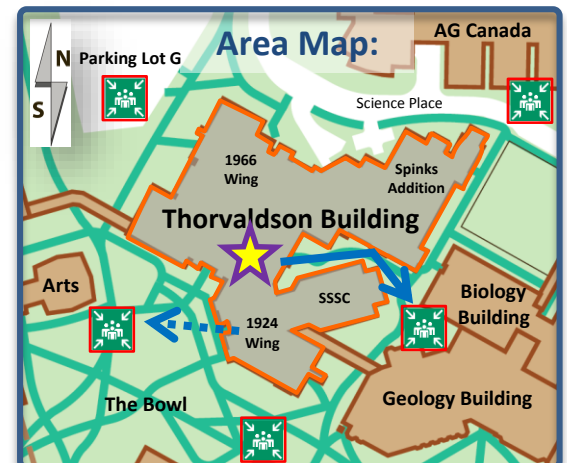 Area Map:
AG Canada
N
S
Parking Lot G
Science Place
1966
Wing
Spinks
Addition
Thorvaldson Building
Arts
SSSC
Biology
Building
1924
Wing
The Bowl
Geology Building